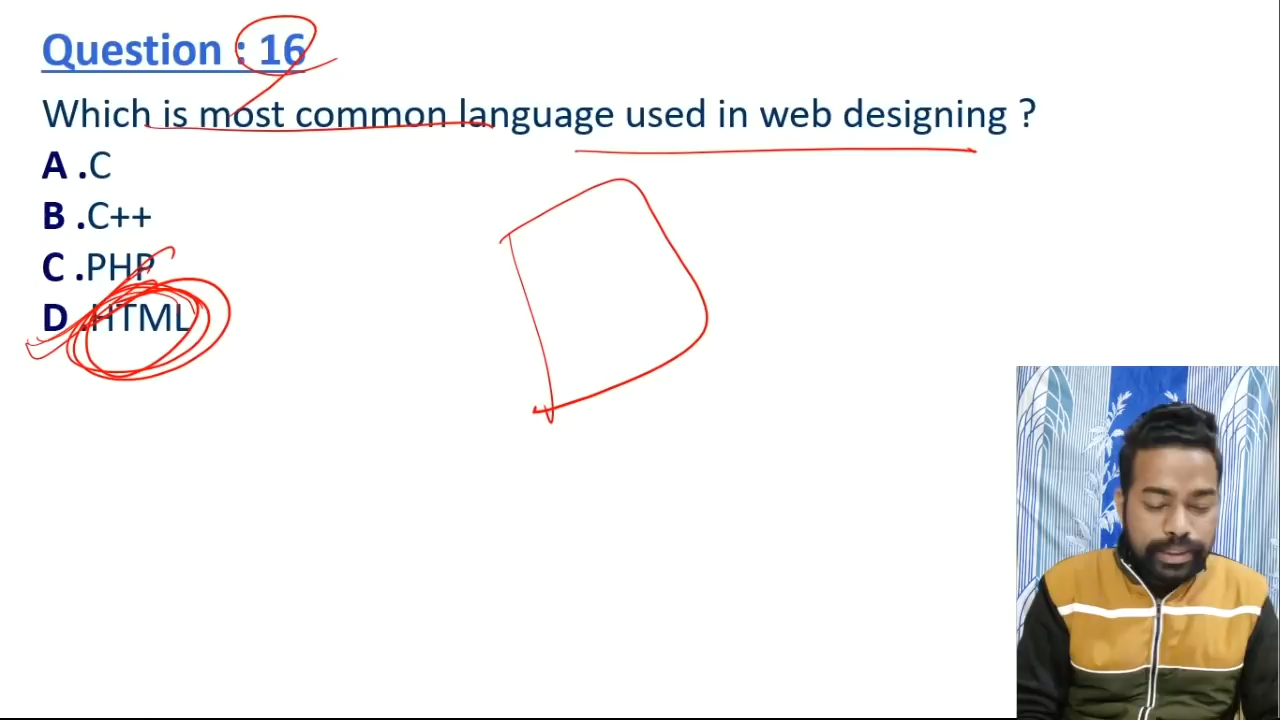 Question : 16
Which is most common language used in web designing ?
A .C
B .C++
C .PHP
D .HTML